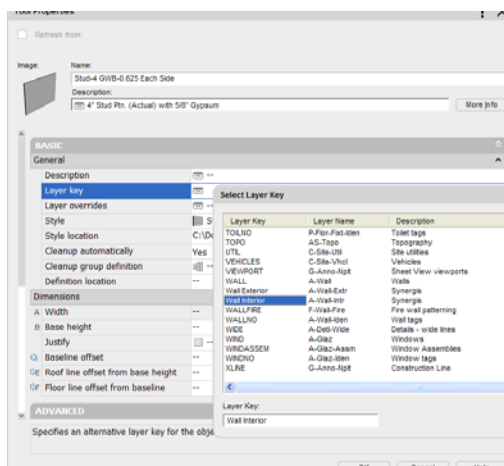 Tool Properties
Refresh from:
Image:
Name:
Stud-4 GWB-0.625 Each Side
Description:
4" Stud Ptn. (Actual) with 5/8" Gypsum
More Info
BASIC
General
Description --
Layer key
Layer overrides --
Style S
Style location C:\Do
Cleanup automatically Yes
Cleanup group definition --
Definition location --
Dimensions
A Width --
B Base height --
Justify --
Baseline offset --
Roof line offset from base height --
Floor line offset from baseline --
ADVANCED
Specifies an alternative layer key for the obje
Select Layer Key
Layer Key Layer Name Description
TOILNO P-Flor-Fixt-Iden Toilet tags
TOPO AS-Topo Topography
UTIL C-Site-Util Site utilities
VEHICLES C-Site-Vhcl Vehicles
VIEWPORT G-Anno-Nplt Sheet View viewports
WALL A-Wall Walls
Wall Exterior A-Wall-Extr Synergis
Wall Interior A-Wall-Intr Synergis
WALLFIRE F-Wall-Fire Fire wall patterning
WALLNO A-Wall-Iden Wall tags
WIDE A-Detl-Wide Details - wide lines
WIND A-Glaz Windows
WINDASSEM A-Glaz-Assm Window Assemblies
WINDNO A-Glaz-Iden Window tags
XLINE G-Anno-Nplt Construction Line
Layer Key:
Wall Interior